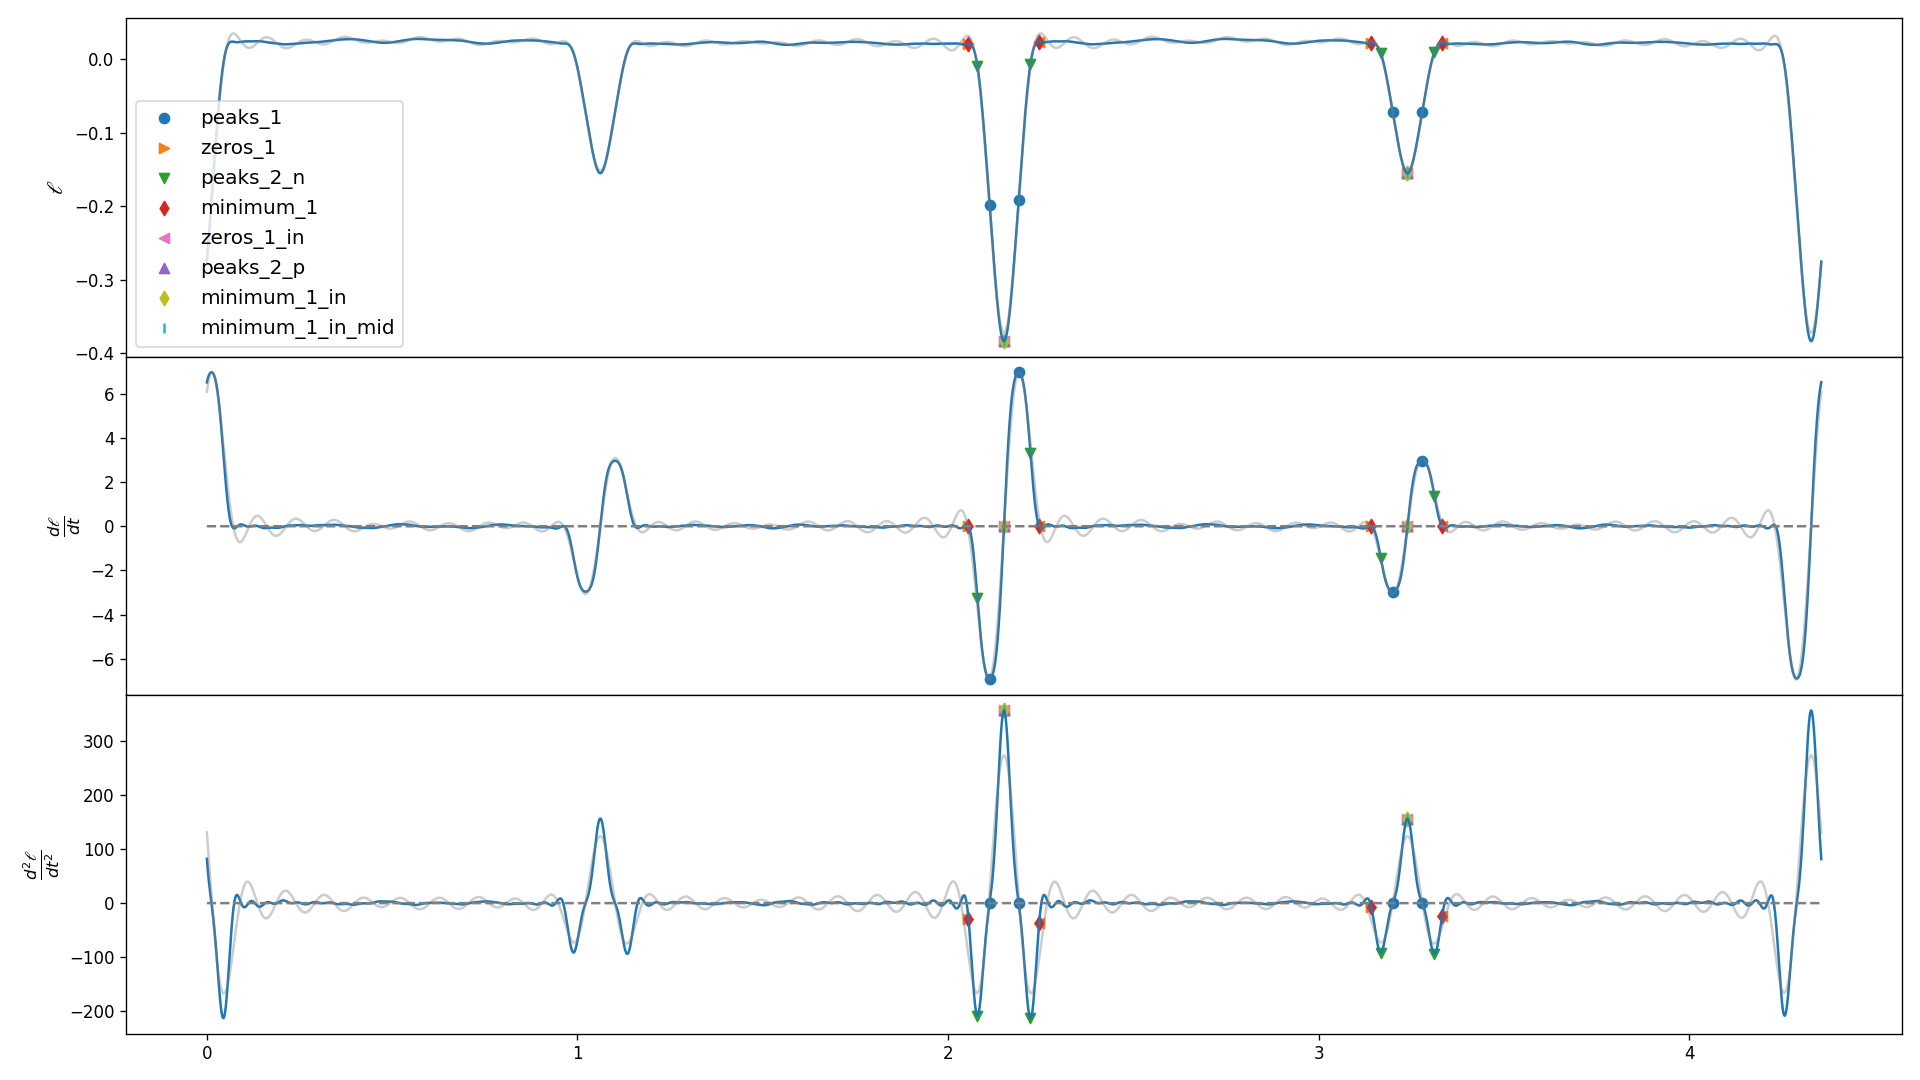 0.0
−0.1
−0.2
−0.3
−0.4
ℓ
peaks_1
zeros_1
peaks_2_n
minimum_1
zeros_1_in
peaks_2_p
minimum_1_in
minimum_1_in_mid
6
4
2
0
−2
−4
−6
dℓ
dt
300
200
100
0
−100
−200
d²ℓ
dt²
0 1 2 3 4